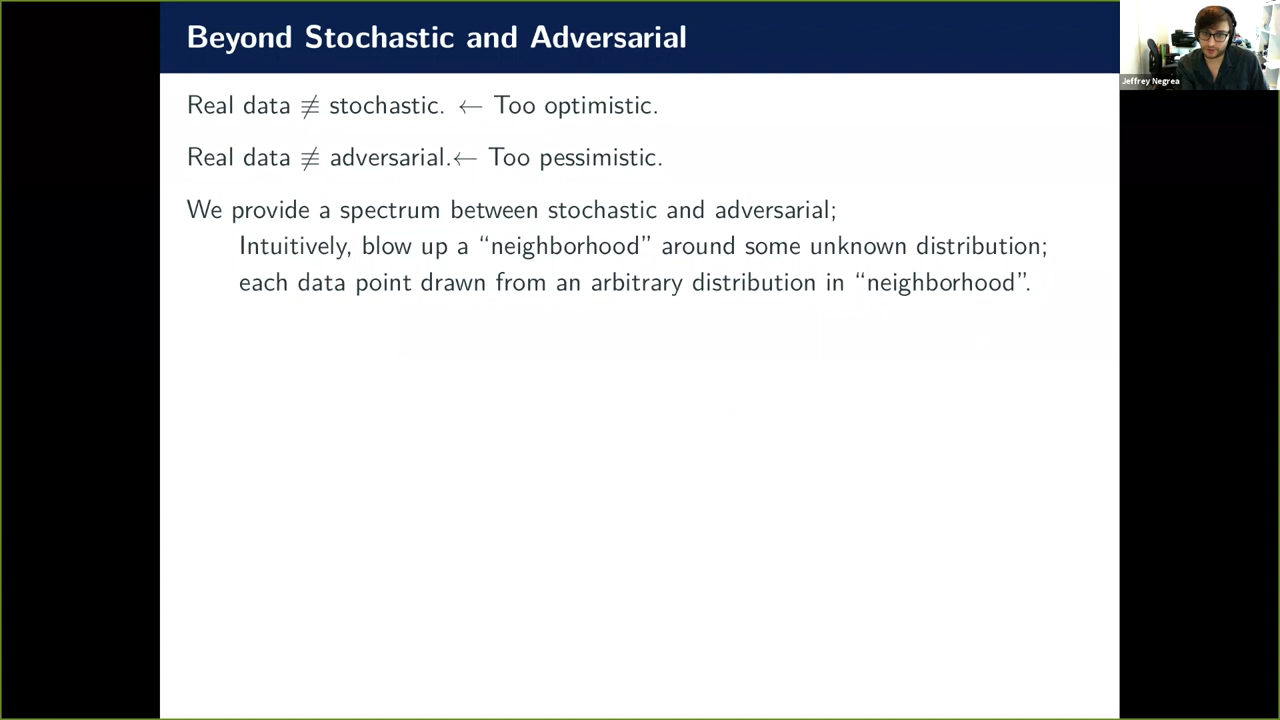 Beyond Stochastic and Adversarial
Jeffrey Negrea
Real data ≢ stochastic. ← Too optimistic.
Real data ≢ adversarial.← Too pessimistic.
We provide a spectrum between stochastic and adversarial;
Intuitively, blow up a “neighborhood” around some unknown distribution;
each data point drawn from an arbitrary distribution in “neighborhood”.